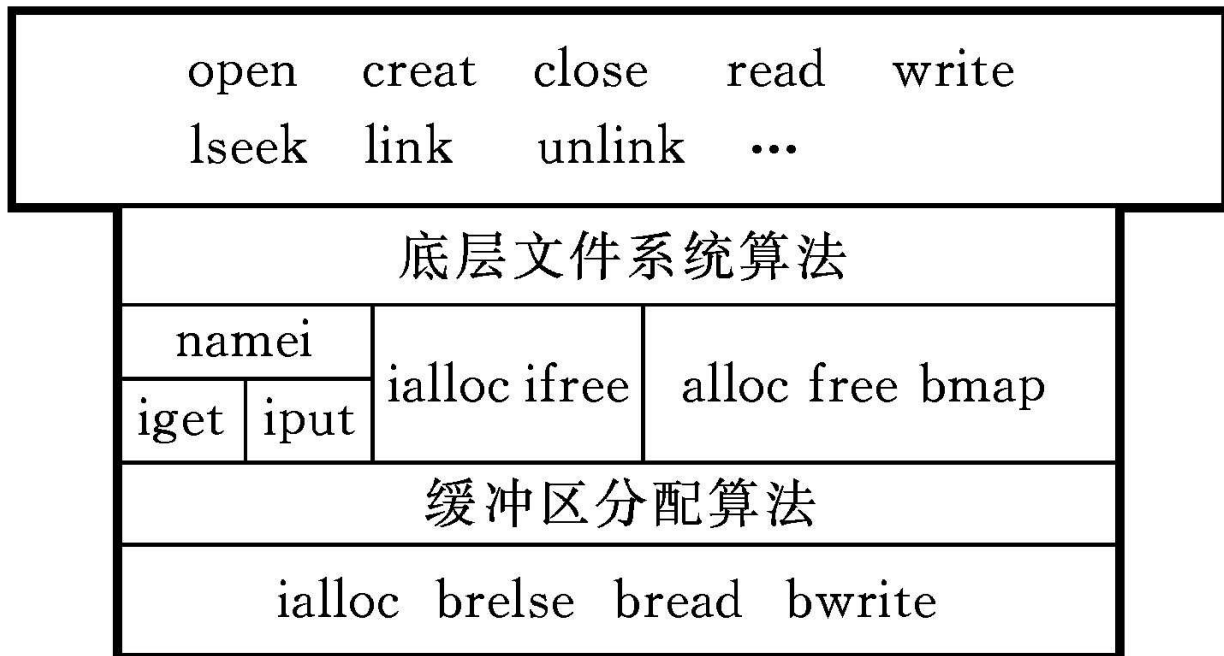 open creat close read write
lseek link unlink …
底层文件系统算法
namei
ialloc ifree
alloc free bmap
iget
iput
缓冲区分配算法
ialloc brelse bread bwrite